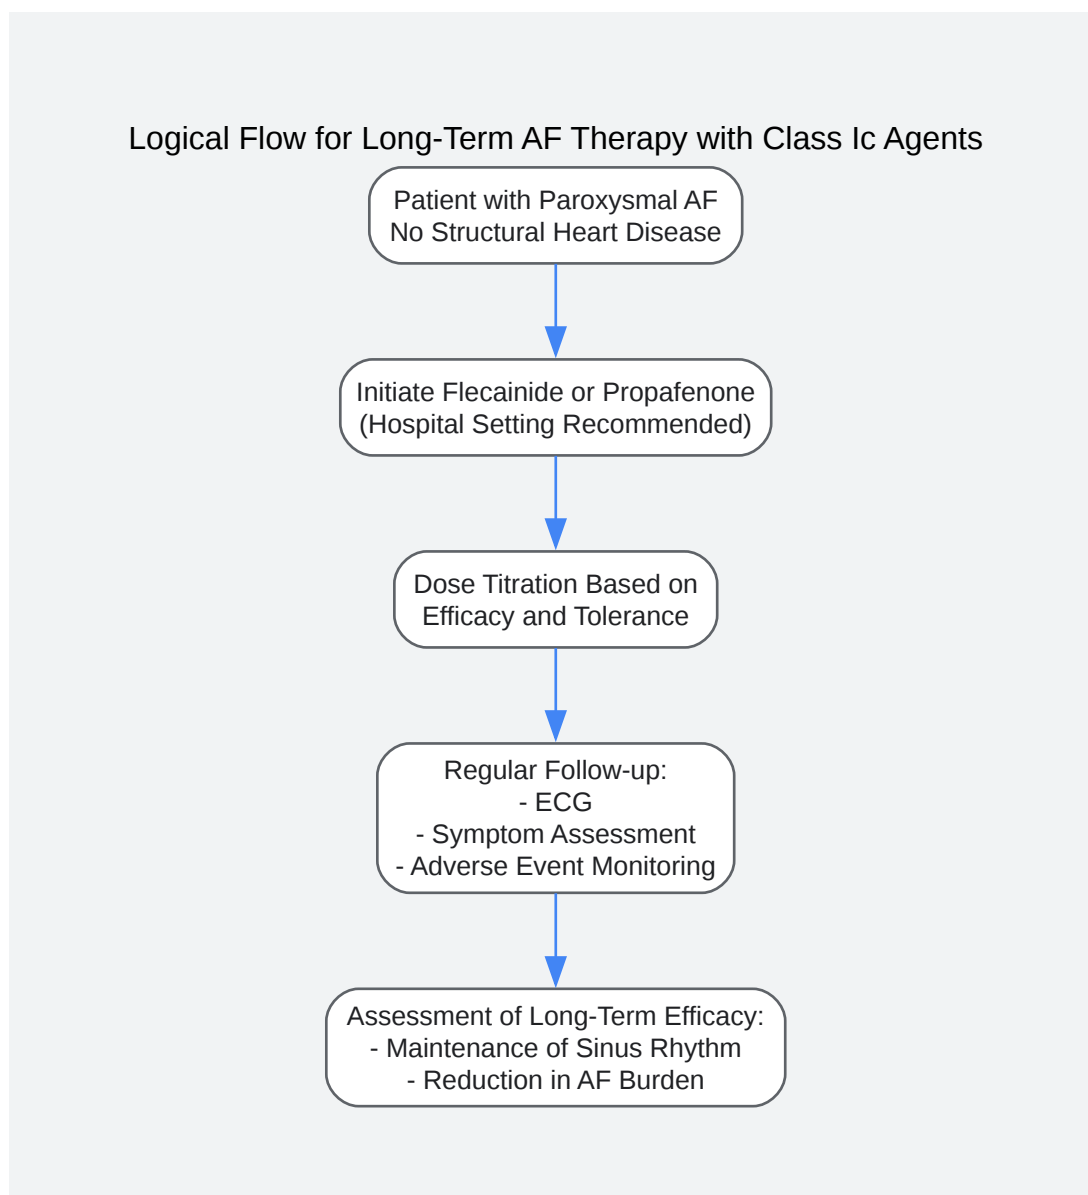 Logical Flow for Long-Term AF Therapy with Class Ic Agents
Patient with Paroxysmal AF
No Structural Heart Disease
Initiate Flecainide or Propafenone
(Hospital Setting Recommended)
Dose Titration Based on
Efficacy and Tolerance
Regular Follow-up:
- ECG
- Symptom Assessment
- Adverse Event Monitoring
Assessment of Long-Term Efficacy:
- Maintenance of Sinus Rhythm
- Reduction in AF Burden